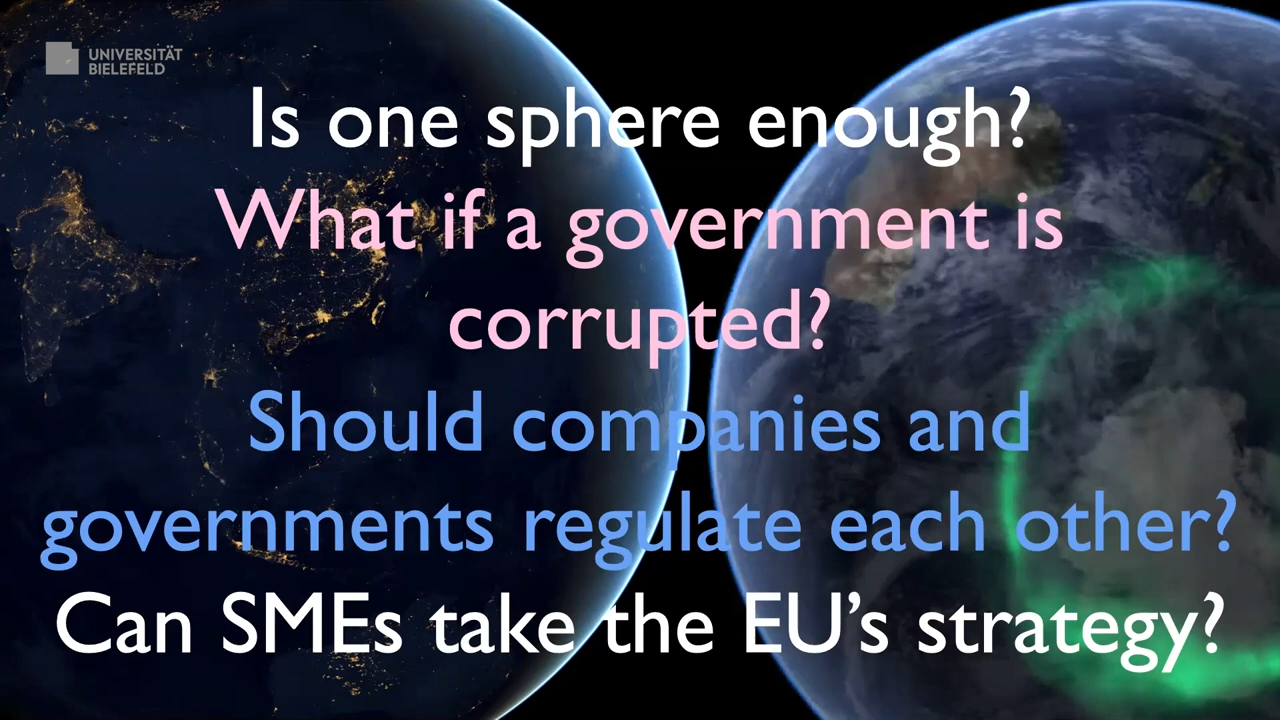 UNIVERSITÄT
BIELEFELD
Is one sphere enough?
What if a government is
corrupted?
Should companies and
governments regulate each other?
Can SMEs take the EU’s strategy?